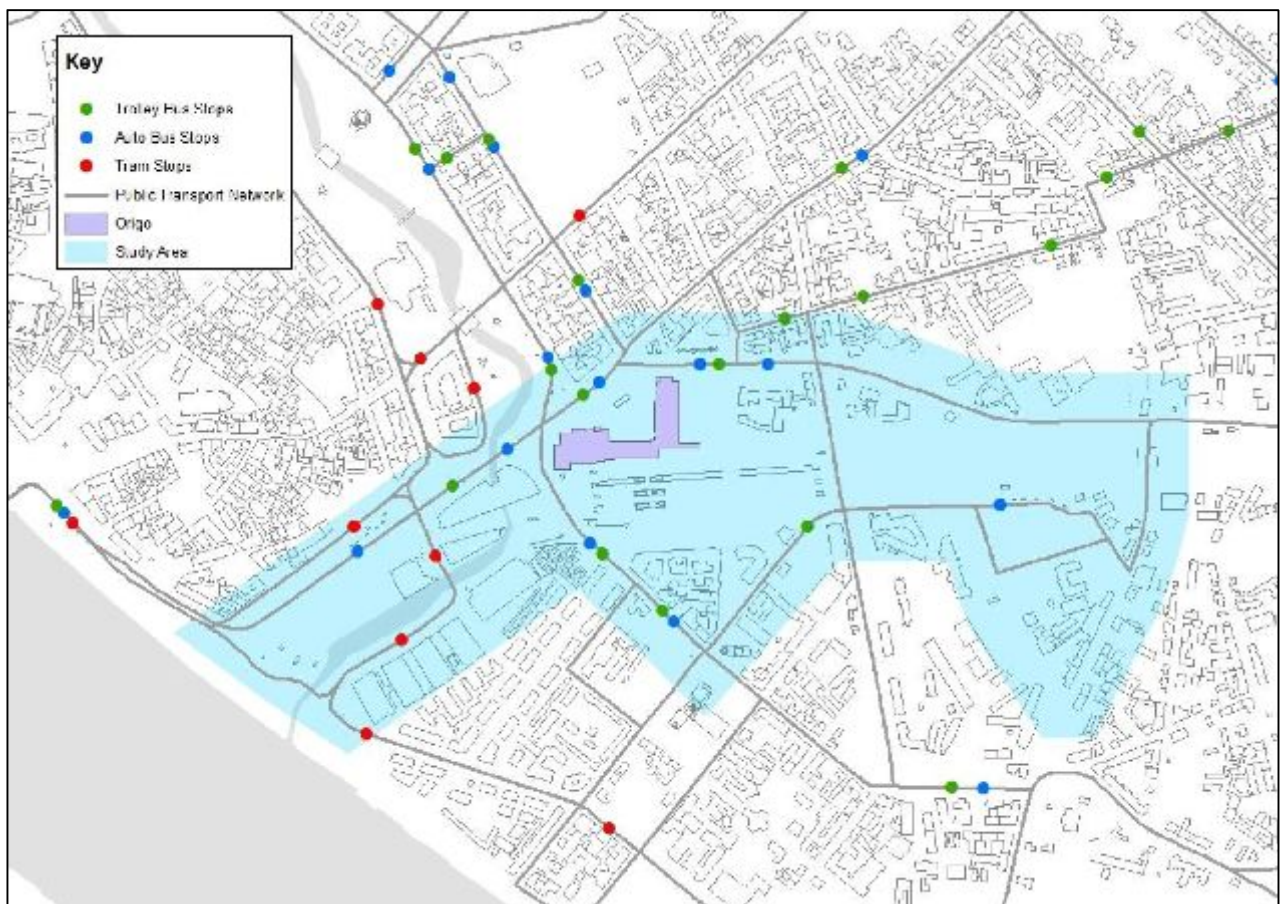 Key
Trolley Bus Stops
Auto Bus Stops
Tram Stops
Public Transport Network
Origo
Study Area